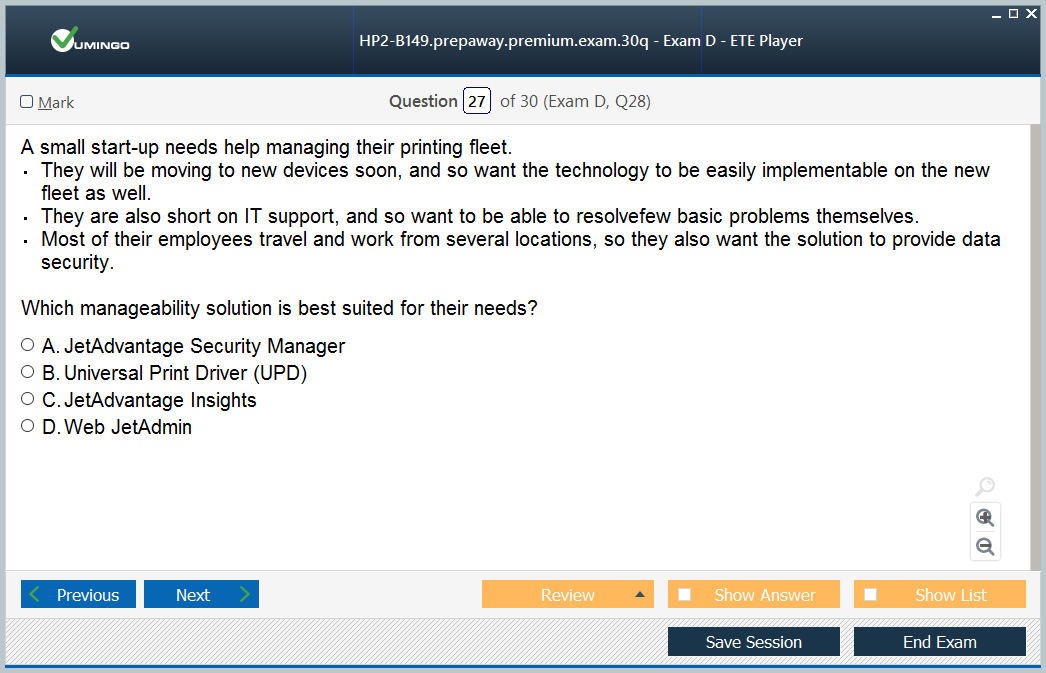 VUMINGO
HP2-B149.prepaway.premium.exam.30q - Exam D - ETE Player
Mark
Question 27 of 30 (Exam D, Q28)
A small start-up needs help managing their printing fleet.
· They will be moving to new devices soon, and so want the technology to be easily implementable on the new
fleet as well.
· They are also short on IT support, and so want to be able to resolvefew basic problems themselves.
· Most of their employees travel and work from several locations, so they also want the solution to provide data
security.
Which manageability solution is best suited for their needs?
A. JetAdvantage Security Manager
B. Universal Print Driver (UPD)
C. JetAdvantage Insights
D. Web JetAdmin
Previous Next Review Show Answer Show List
Save Session End Exam